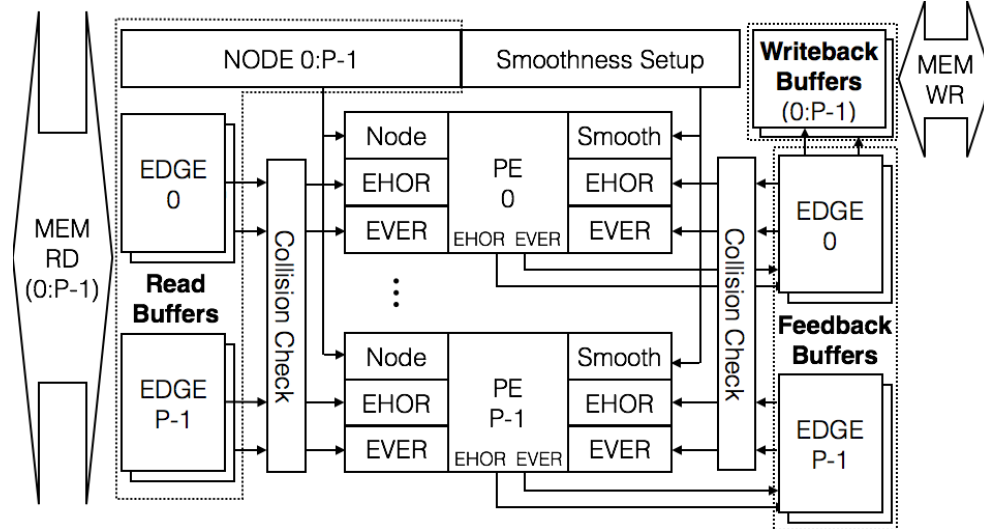 NODE 0:P-1
Smoothness Setup
Writeback
Buffers
(0:P-1)
MEM
WR
MEM
RD
(0:P-1)
EDGE
0
Read
Buffers
EDGE
P-1
Collision Check
Node
EHOR
EVER
PE
0
EHOR EVER
Smooth
EHOR
EVER
...
Node
EHOR
EVER
PE
P-1
EHOR EVER
Smooth
EHOR
EVER
Collision Check
EDGE
0
Feedback
Buffers
EDGE
P-1